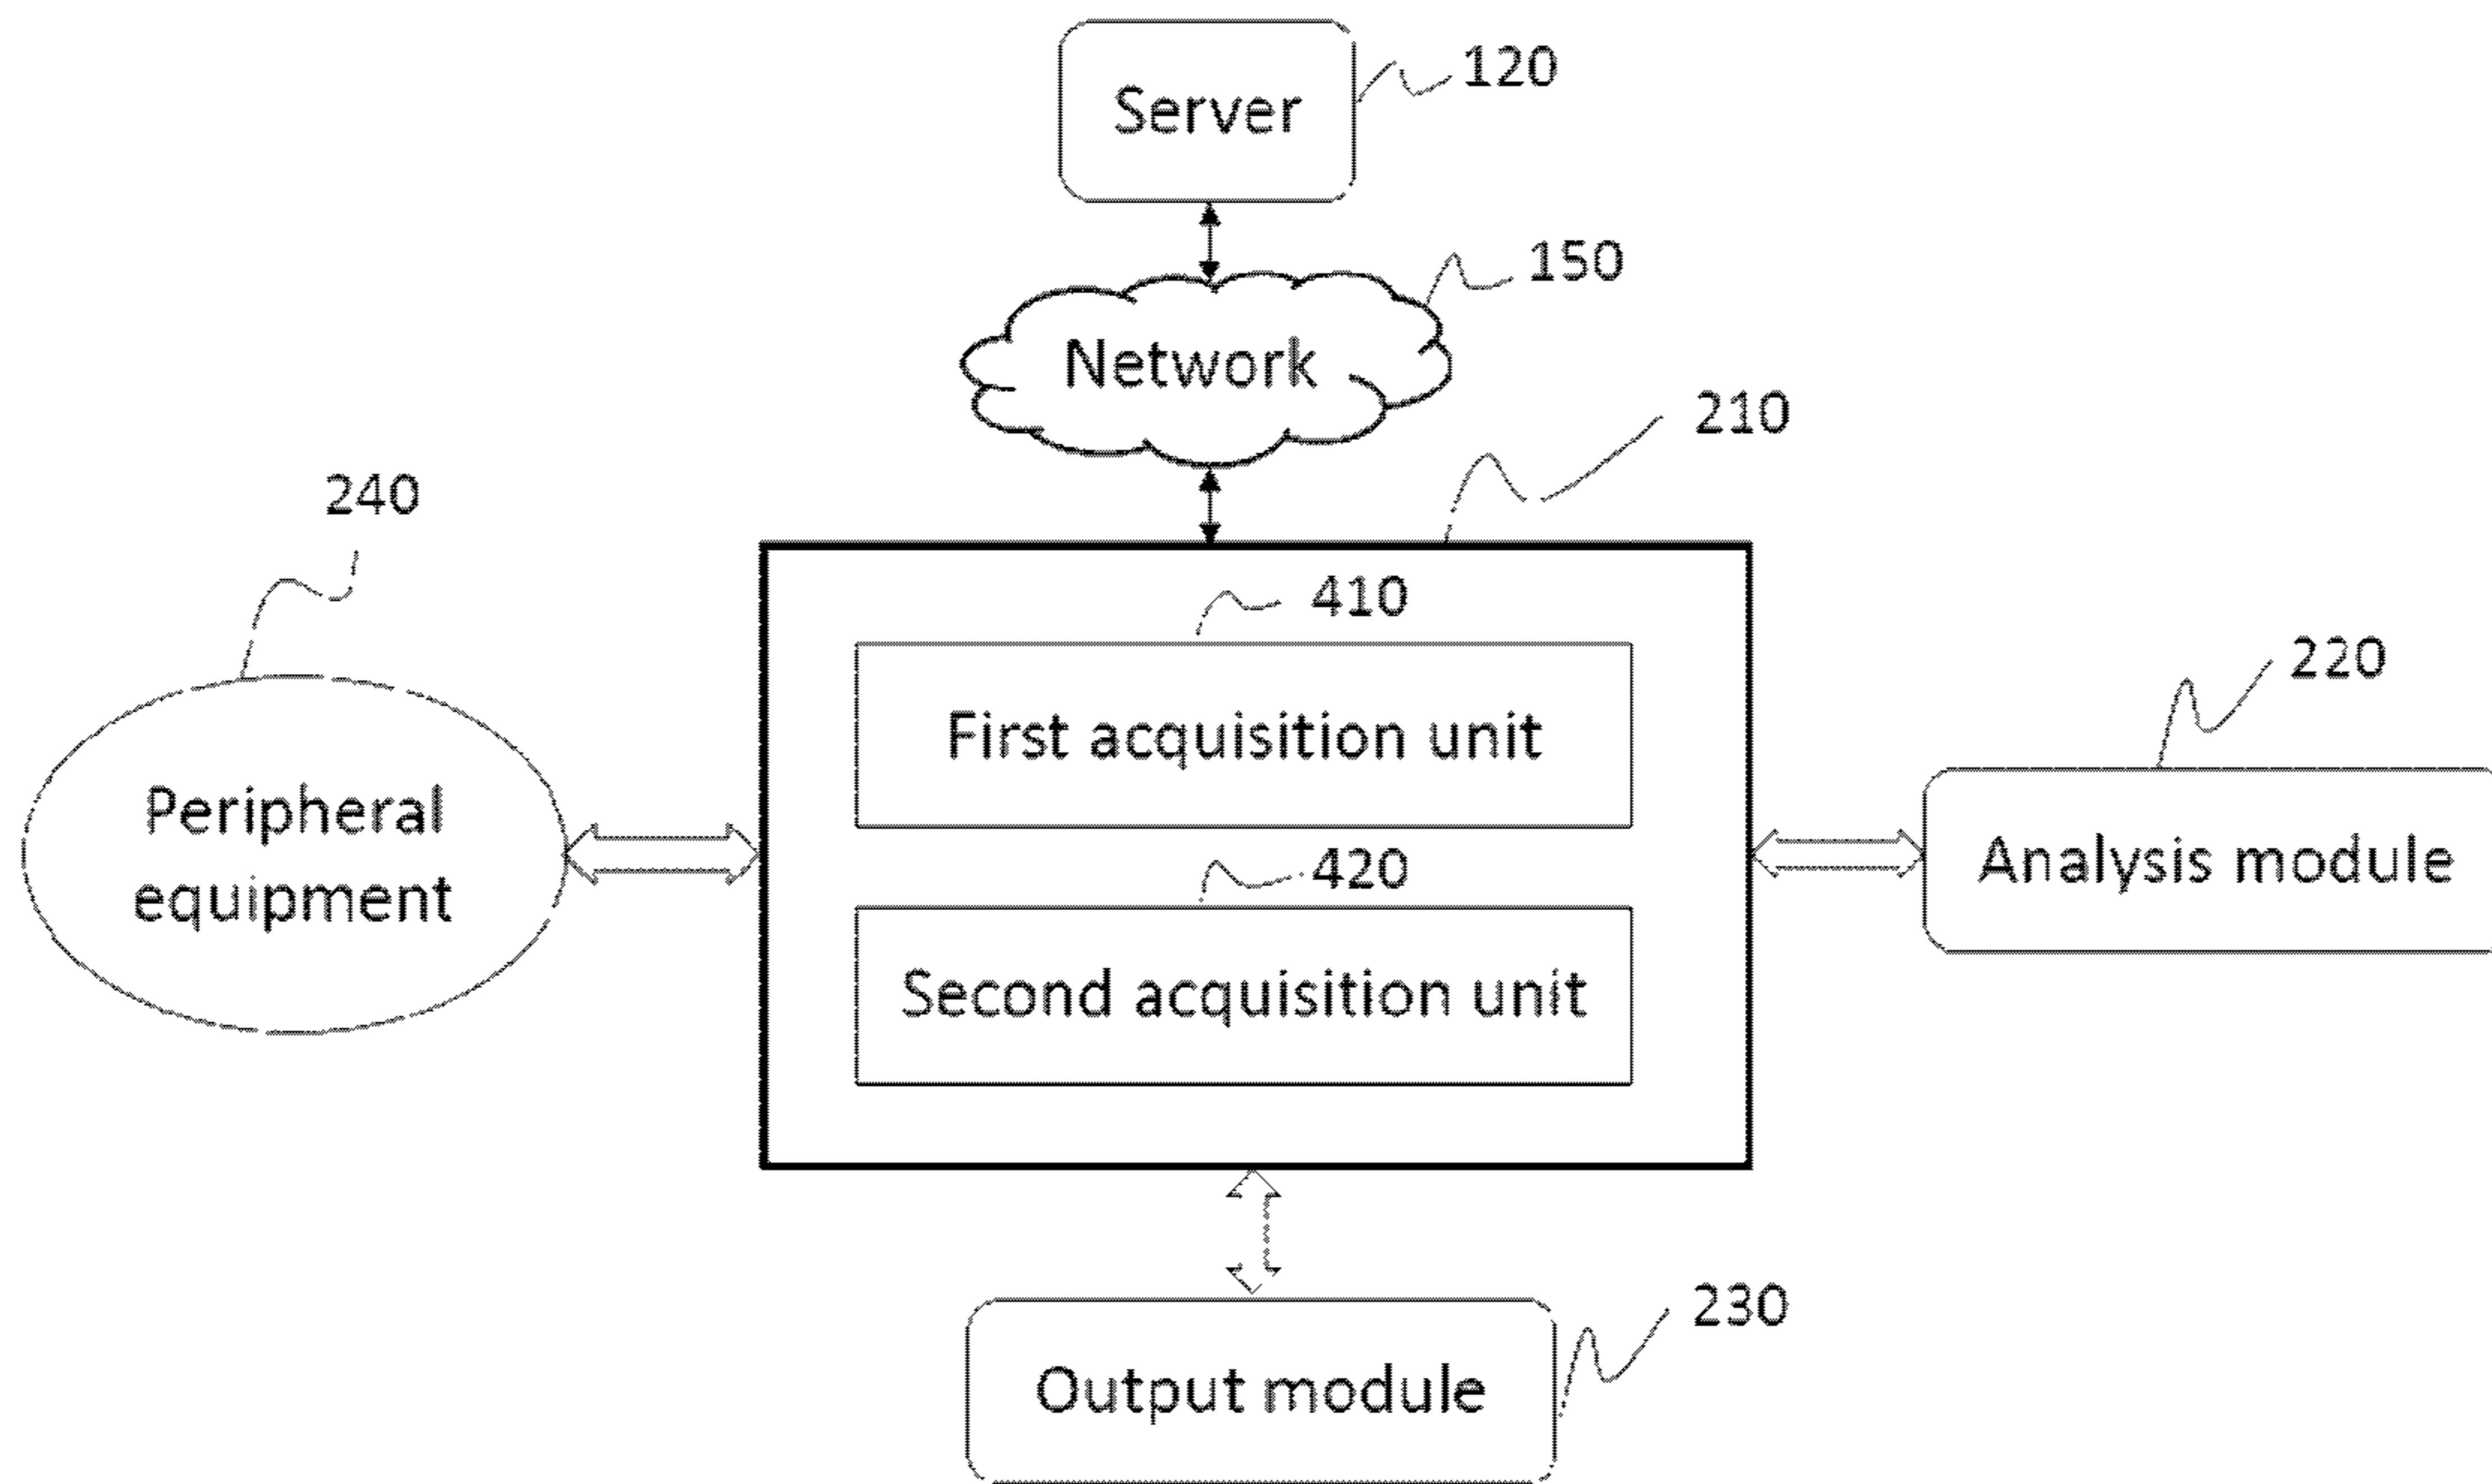 Server
120
150
Network
210
240
410
First acquisition unit
220
Peripheral
equipment
Analysis module
420
Second acquisition unit
230
Output module